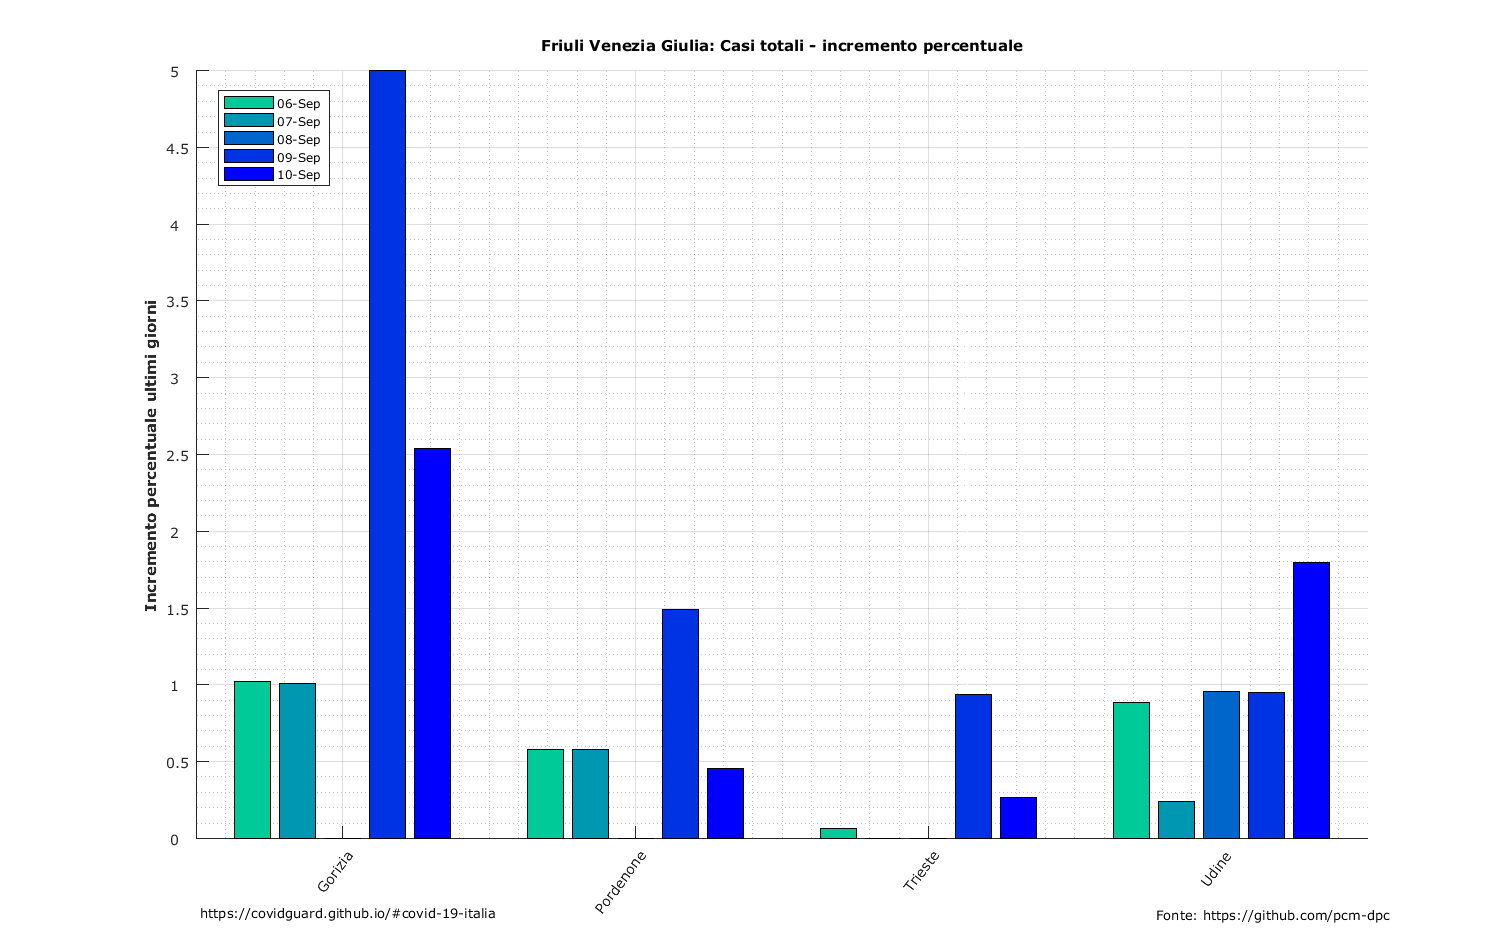 Friuli Venezia Giulia: Casi totali - incremento percentuale
5
4.5
4
3.5
3
2.5
2
1.5
1
0.5
0
Incremento percentuale ultimi giorni
06-Sep
07-Sep
08-Sep
09-Sep
10-Sep
Gorizia
Pordenone
Trieste
Udine
https://covidguard.github.io/#covid-19-italia
Fonte: https://github.com/pcm-dpc